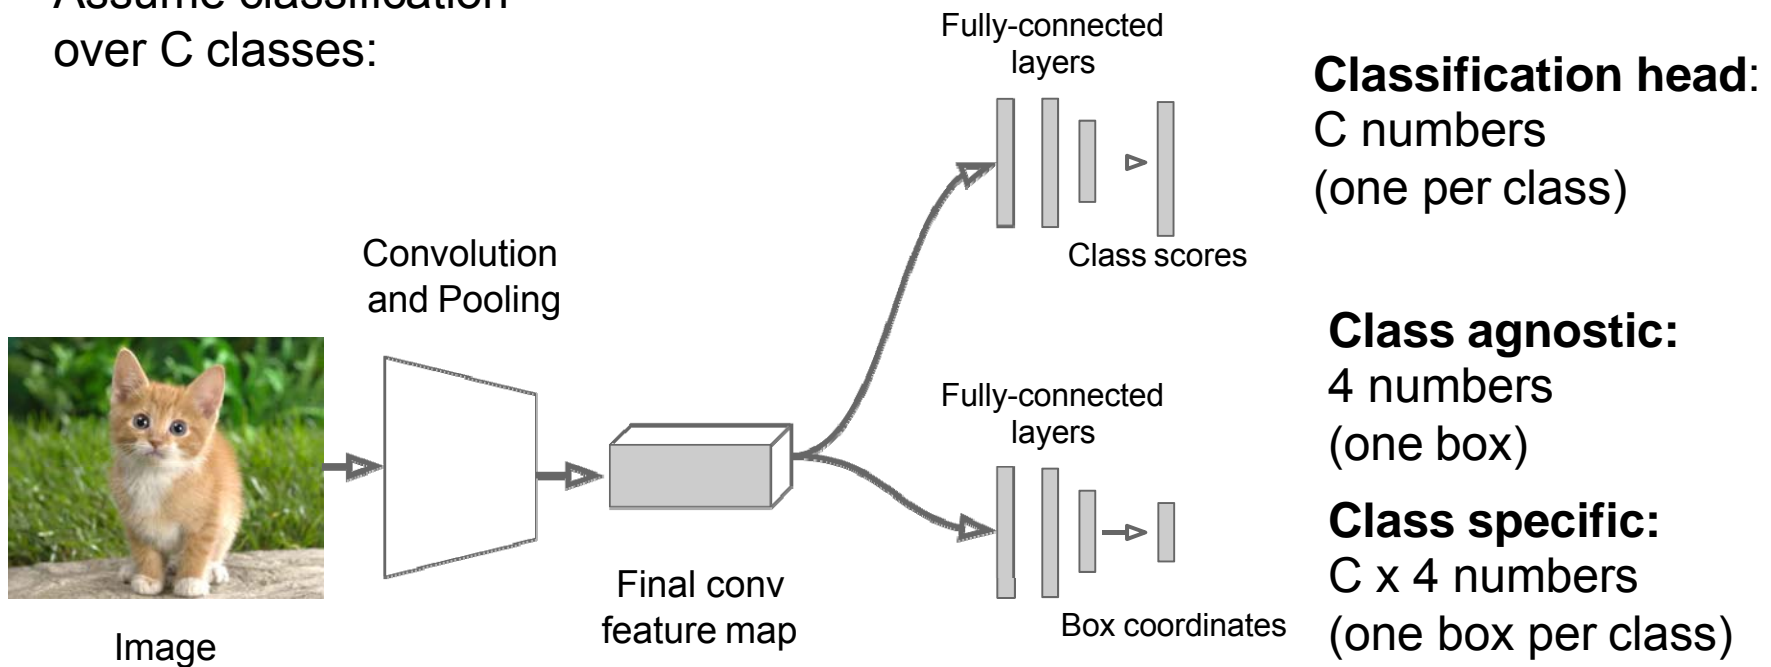 Assume classification
over C classes:
Fully-connected
layers
Classification head:
C numbers
(one per class)
Class scores
Convolution
and Pooling
Class agnostic:
4 numbers
(one box)
Fully-connected
layers
Class specific:
C x 4 numbers
(one box per class)
Final conv
feature map
Box coordinates
Image